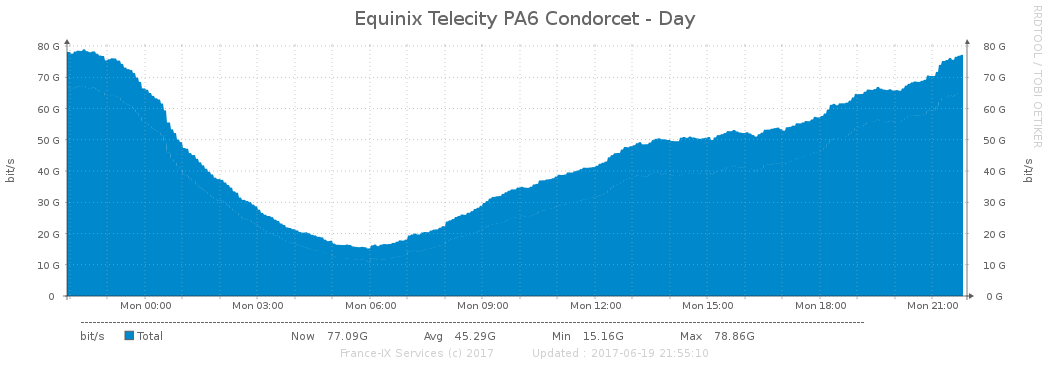 Equinix Telecity PA6 Condorcet - Day
RRDTOOL / TOBI OETIKER
80 G 80 G
70 G 70 G
60 G 60 G
50 G 50 G
40 G 40 G
30 G 30 G
20 G 20 G
10 G 10 G
0 0 G
bit/s
bit/s
Mon 00:00 Mon 03:00 Mon 06:00 Mon 09:00 Mon 12:00 Mon 15:00 Mon 18:00 Mon 21:00
bit/s Total Now 77.09G Avg 45.29G Min 15.16G Max 78.86G
France-IX Services (c) 2017 Updated : 2017-06-19 21:55:10